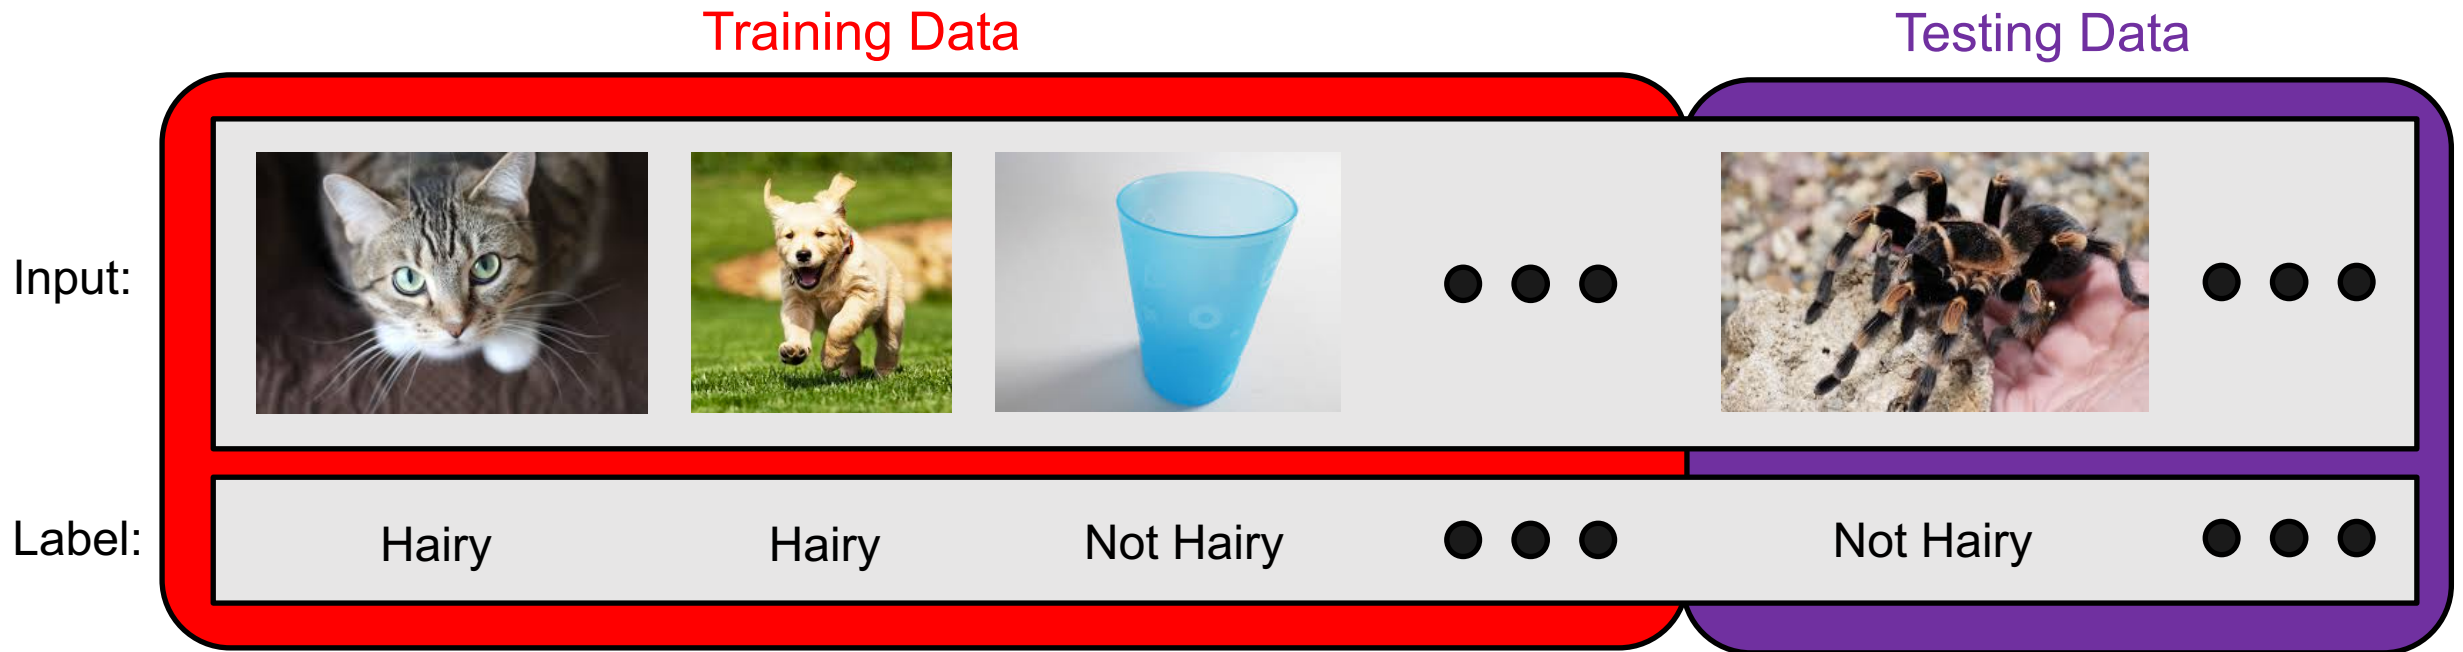 Training Data
Testing Data
Input:
Label:
Hairy
Hairy
Not Hairy
Not Hairy